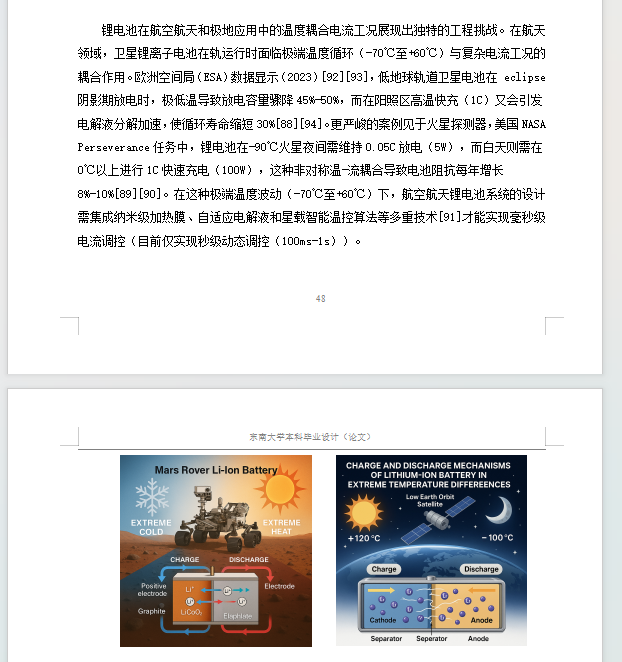 锂电池在航空航天和极地应用中的温度耦合电流工况展现出独特的工程挑战。在航天
领域，卫星锂离子电池在轨运行时面临极端温度循环（-70℃至+60℃）与复杂电流工况的
耦合作用。欧洲空间局(ESA)数据显示(2023)[92][93]，低地球轨道卫星电池在 eclipse
阴影期放电时，极低温导致放电容量骤降 45%-50%，而在阳照区高温快充（1C）又会引发
电解液分解加速，使循环寿命缩短 30%[88][94]。更严峻的案例见于火星探测器，美国 NASA
Perseverance 任务中，锂电池在-90℃火星夜间需维持 0.05C 放电（5W），而白天则需在
0℃以上进行 1C 快速充电（100W），这种非对称温-流耦合导致电池阻抗每年增长
8%-10%[89][90]。在这种极端温度波动（-70℃至+60℃）下，航空航天锂电池系统的设计
需集成纳米级加热膜、自适应电解液和星载智能温控算法等多重技术[91]才能实现毫秒级
电流调控（目前仅实现秒级动态调控（100ms-1s））。
48
东南大学本科毕业设计（论文）
Mars Rover Li-Ion Battery
EXTREME
COLD
EXTREME
HEAT
CHARGE
DISCHARGE
Positive
electrode
Electrode
Li⁺
Li⁺
Li⁺
Graphite
LiCoO₂
Elaphlate
CHARGE AND DISCHARGE MECHANISMS
OF LITHIUM-ION BATTERY IN
EXTREME TEMPERATURE DIFFEREENCES
Low Earth Orbit
Satellite
+120 °C
−100 °C
Charge
Discharge
Cathode
Anode
Separator
Seperator
Anode